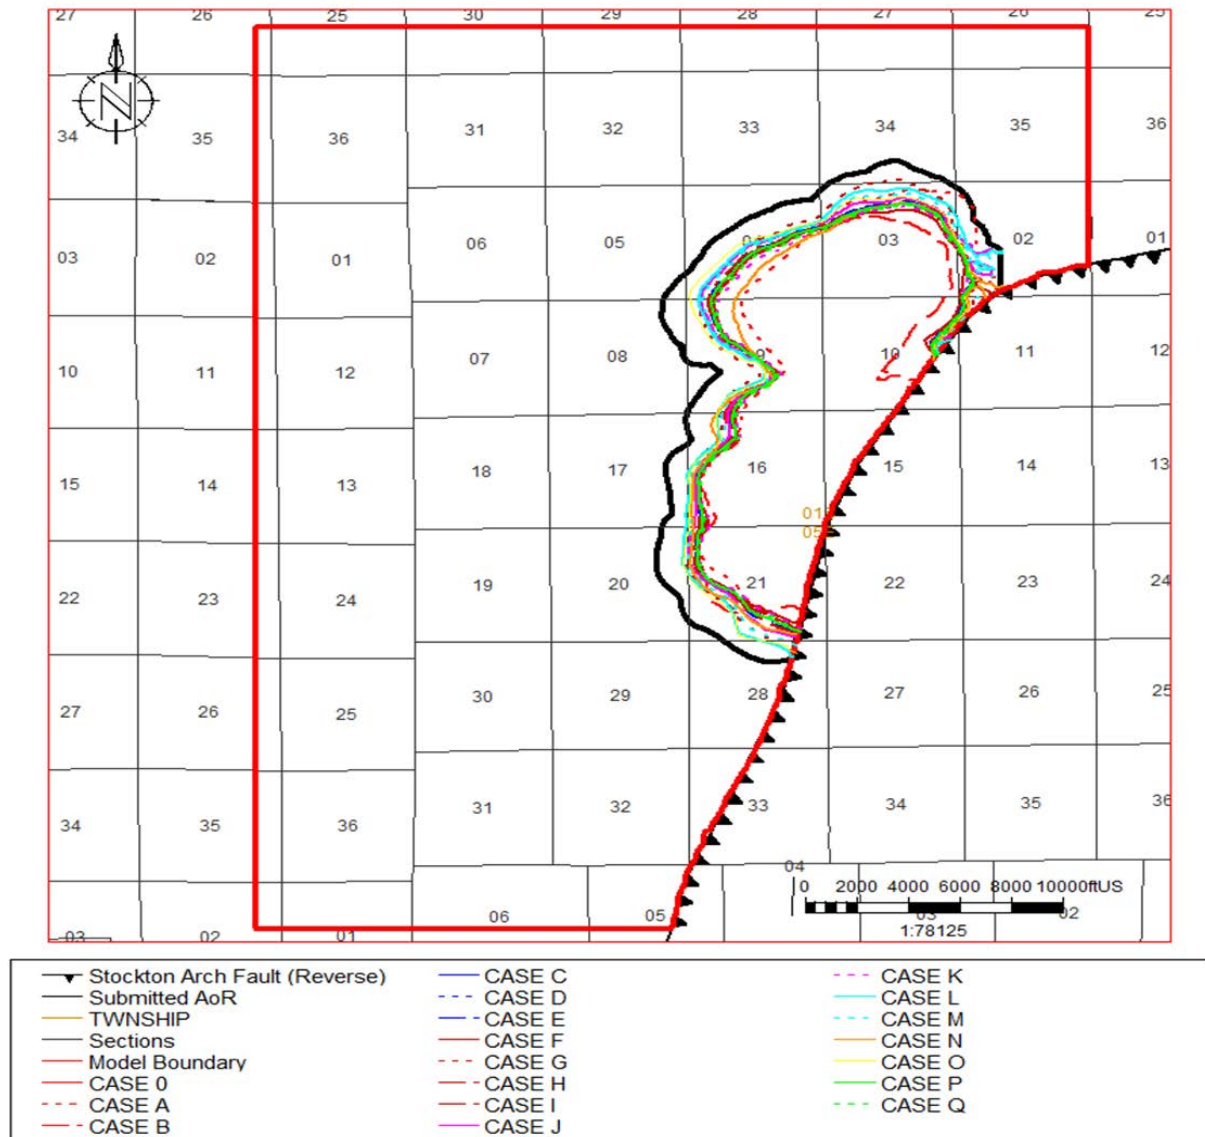 27 26 25 30 29 28 27 26 25
N
34 35 36 31 32 33 34 35 36
03 02 01 06 05 04 03 02 01
10 11 12 07 08 9 10 11 12
15 14 13 18 17 16 15 14 13
01
05
22 23 24 19 20 21 22 23 24
27 26 25 30 29 28 27 26 25
34 35 36 31 32 33 34 35 36
04
0 2000 4000 6000 8000 10000ftUS
03 02 01 06 05 03 02
1:78125
Stockton Arch Fault (Reverse)
Submitted AoR
TWNSHIP
Sections
Model Boundary
CASE 0
CASE A
CASE B
CASE C
CASE D
CASE E
CASE F
CASE G
CASE H
CASE I
CASE J
CASE K
CASE L
CASE M
CASE N
CASE O
CASE P
CASE Q